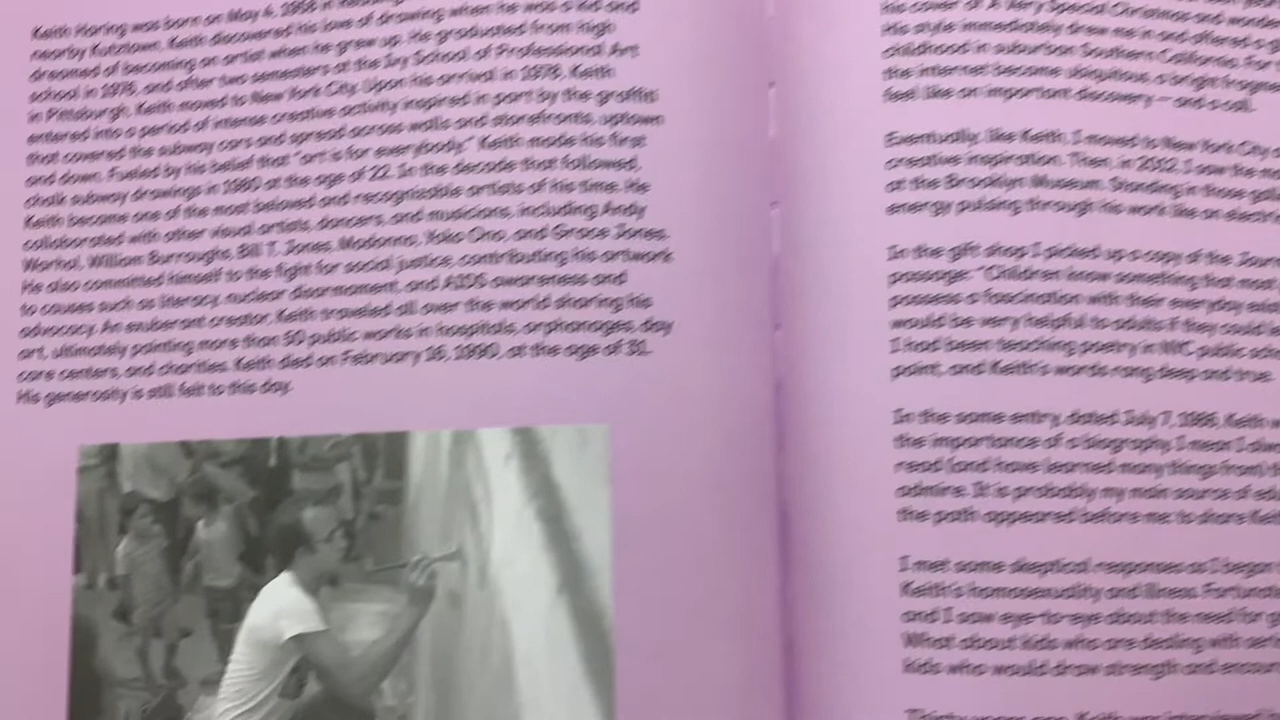 Keith Haring was born on May 4, 1958 in
nearby Kutztown. Keith discovered his love of drawing when he was a kid and
dreamed of becoming an artist when he grew up. He graduated from high
school in 1976, and after two semesters at the Ivy School of Professional Art
in Pittsburgh, Keith moved to New York City. Upon his arrival in 1978, Keith
entered into a period of intense creative activity inspired in part by the graffiti
that covered the subway cars and spread across walls and storefronts, uptown
and down. Fueled by his belief that "art is for everybody," Keith made his first
chalk subway drawings in 1980 at the age of 22. In the decade that followed,
Keith became one of the most beloved and recognizable artists of his time. He
collaborated with other visual artists, dancers, and musicians, including Andy
Warhol, William Burroughs, Bill T. Jones, Madonna, Yoko Ono, and Grace Jones.
He also committed himself to the fight for social justice, contributing his artwork
to causes such as literacy, nuclear disarmament, and AIDS awareness and
advocacy. An exuberant creator, Keith traveled all over the world sharing his
art, ultimately painting more than 50 public works in hospitals, orphanages, day
care centers, and charities. Keith died on February 16, 1990, at the age of 31.
His generosity is still felt to this day.
his cover of A Very Special Christmas and
His style immediately drew me in and offered a
childhood in suburban Southern California. For
the internet became ubiquitous, a bright
feel like an important discovery — and a call.
Eventually, like Keith, I moved to New York City
creative inspiration. Then, in 2012, I saw the
at the Brooklyn Museum. Standing in those
energy pulsing through his work like an
In the gift shop I picked up a copy of the
passage: "Children know something that most
possess a fascination with their everyday
would be very helpful to adults if they could
I had been teaching poetry in NYC public
point, and Keith's words rang deep and true.
In the same entry, dated July 7, 1986, Keith
the importance of a biography, I mean I
read (and have learned many things from)
admire. It is probably my main source of
the path appeared before me: to share
I met some skeptical responses as I began
Keith's homosexuality and illness.
and I saw eye-to-eye about the need for
What about kids who are dealing with
kids who would draw strength and